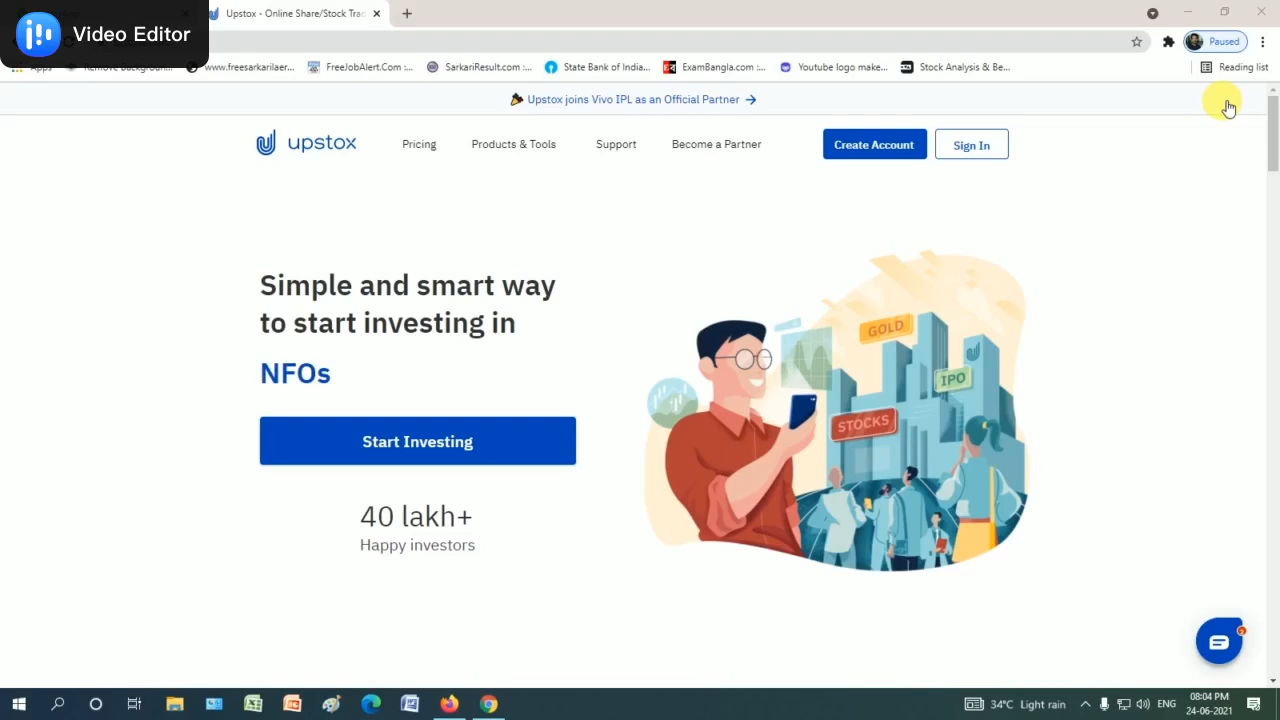 Video Editor
Upstox - Online Share/Stock Trac
Paused
Apps
Remove Backgroun...
www.freesarkarilaer...
FreeJobAlert.Com :...
SarkariResult.com :...
State Bank of India...
ExamBangla.com :...
Youtube logo make...
Stock Analysis & Be...
Reading list
Upstox joins Vivo IPL as an Official Partner →
upstox
Pricing
Products & Tools
Support
Become a Partner
Create Account
Sign In
Simple and smart way
to start investing in
NFOs
Start Investing
40 lakh+
Happy investors
GOLD
IPO
STOCKS
34°C Light rain
ENG
08:04 PM
24-06-2021